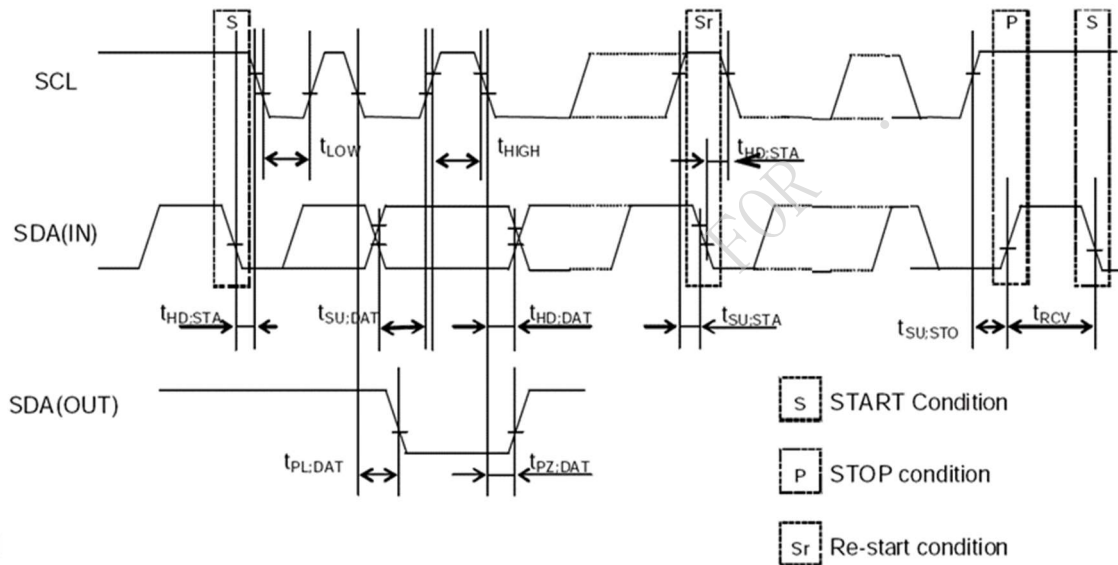 S Sr P S
SCL
tLOW tHIGH tHD;STA
FOR
SDA(IN)
tHD;STA tSU;DAT tHD;DAT tSU;STA tSU;STO tRCV
SDA(OUT)
tPL;DAT tPZ;DAT
S START Condition
P STOP condition
Sr Re-start condition